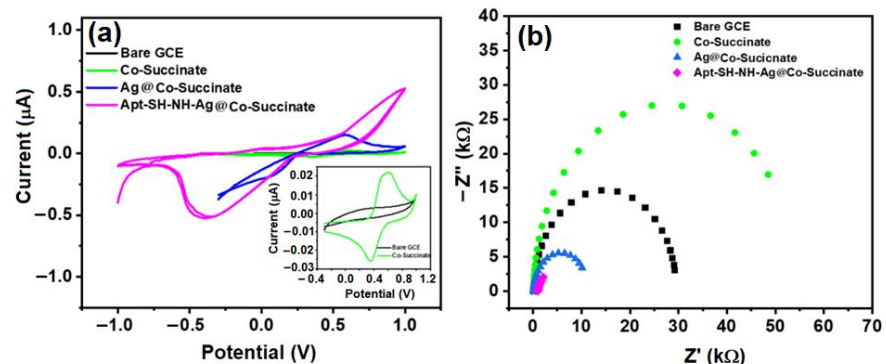 (a)
Bare GCE
Co-Succinate
Ag@Co-Succinate
Apt-SH-NH-Ag@Co-Succinate
Current (µA)
1.0
0.5
0.0
−0.5
−1.0
−1.0 −0.5 0.0 0.5 1.0
Potential (V)
Current (µA)
0.02
0.01
0.00
−0.01
−0.03
−0.4 0.0 0.4 0.8 1.2
Potential (V)
Bare GCE
Co-Succinate
(b)
Bare GCE
Co-Succinate
Ag@Co-Sucicnate
Apt-SH-NH-Ag@Co-Succinate
−Z'' (kΩ)
40
35
30
25
20
15
10
5
0
0 10 20 30 40 50 60 70
Z' (kΩ)